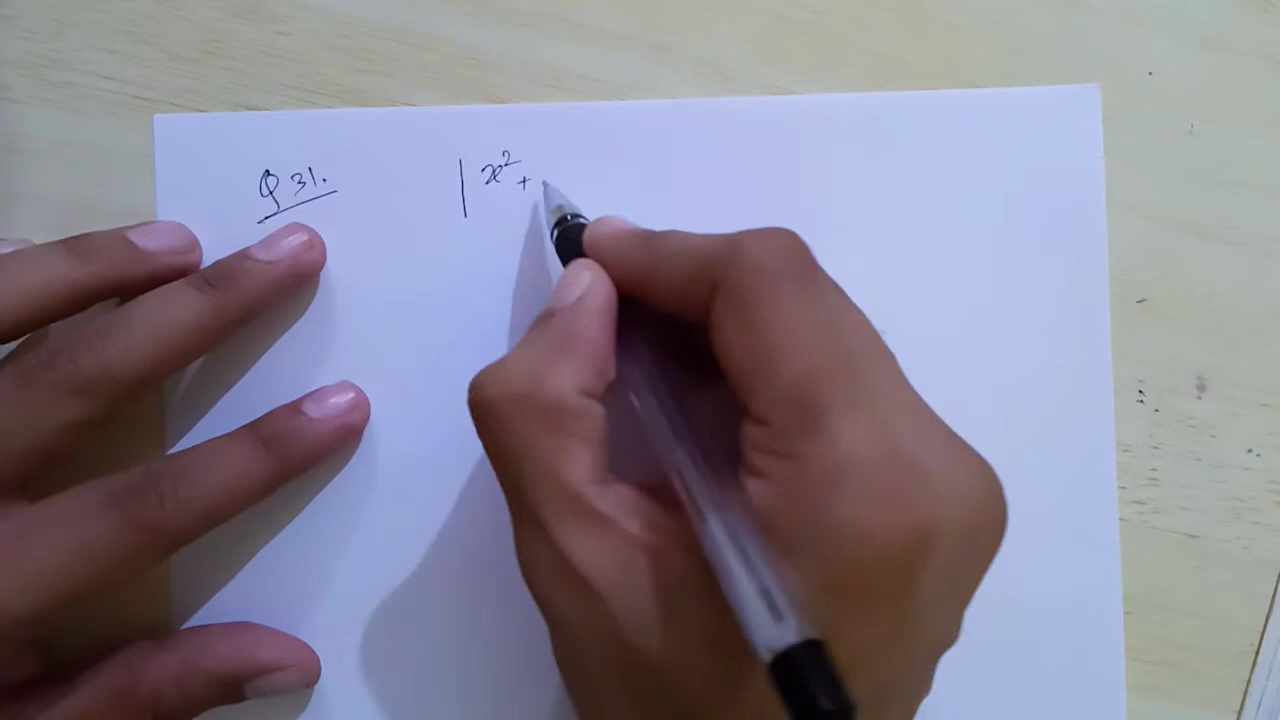 Q 31. | x² +